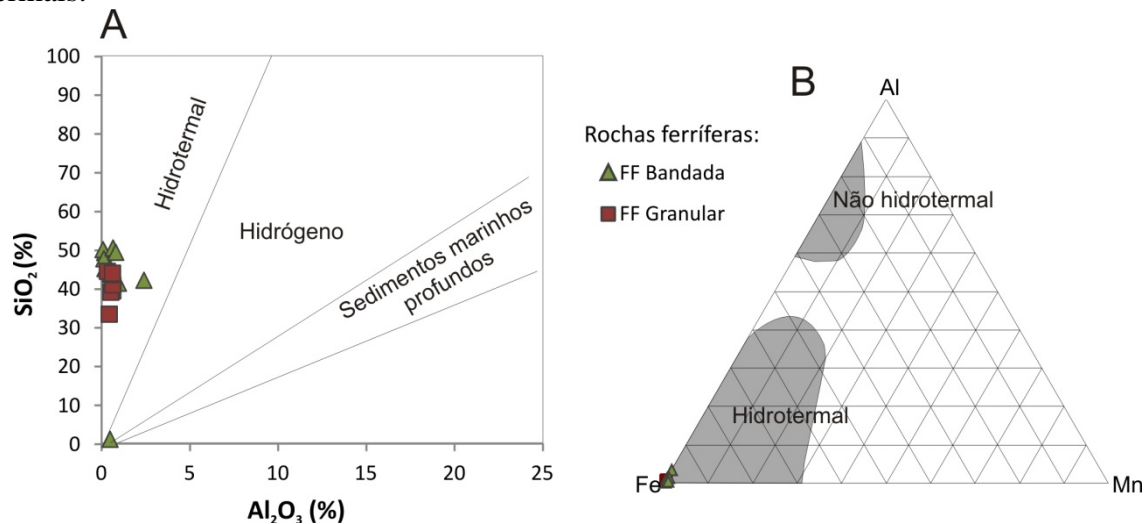 ermais.
A
SiO₂ (%)
100
90
80
70
60
50
40
30
20
10
0
Hidrotermal
Hidrógeno
Sedimentos marinhos
profundos
0
5
10
15
20
25
Al₂O₃ (%)
Rochas ferríferas:
FF Bandada
FF Granular
B
Al
Não hidrotermal
Hidrotermal
Fe
Mn